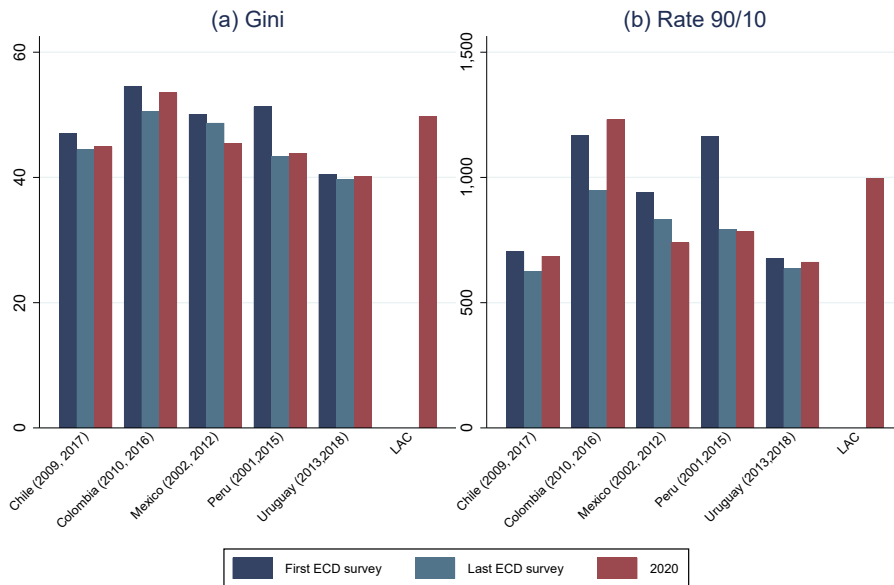 (a) Gini
60
40
20
0
Chile (2009, 2017)
Colombia (2010, 2016)
Mexico (2002, 2012)
Peru (2001,2015)
Uruguay (2013,2018)
LAC
(b) Rate 90/10
1,500
1,000
500
0
Chile (2009, 2017)
Colombia (2010, 2016)
Mexico (2002, 2012)
Peru (2001,2015)
Uruguay (2013,2018)
LAC
First ECD survey
Last ECD survey
2020